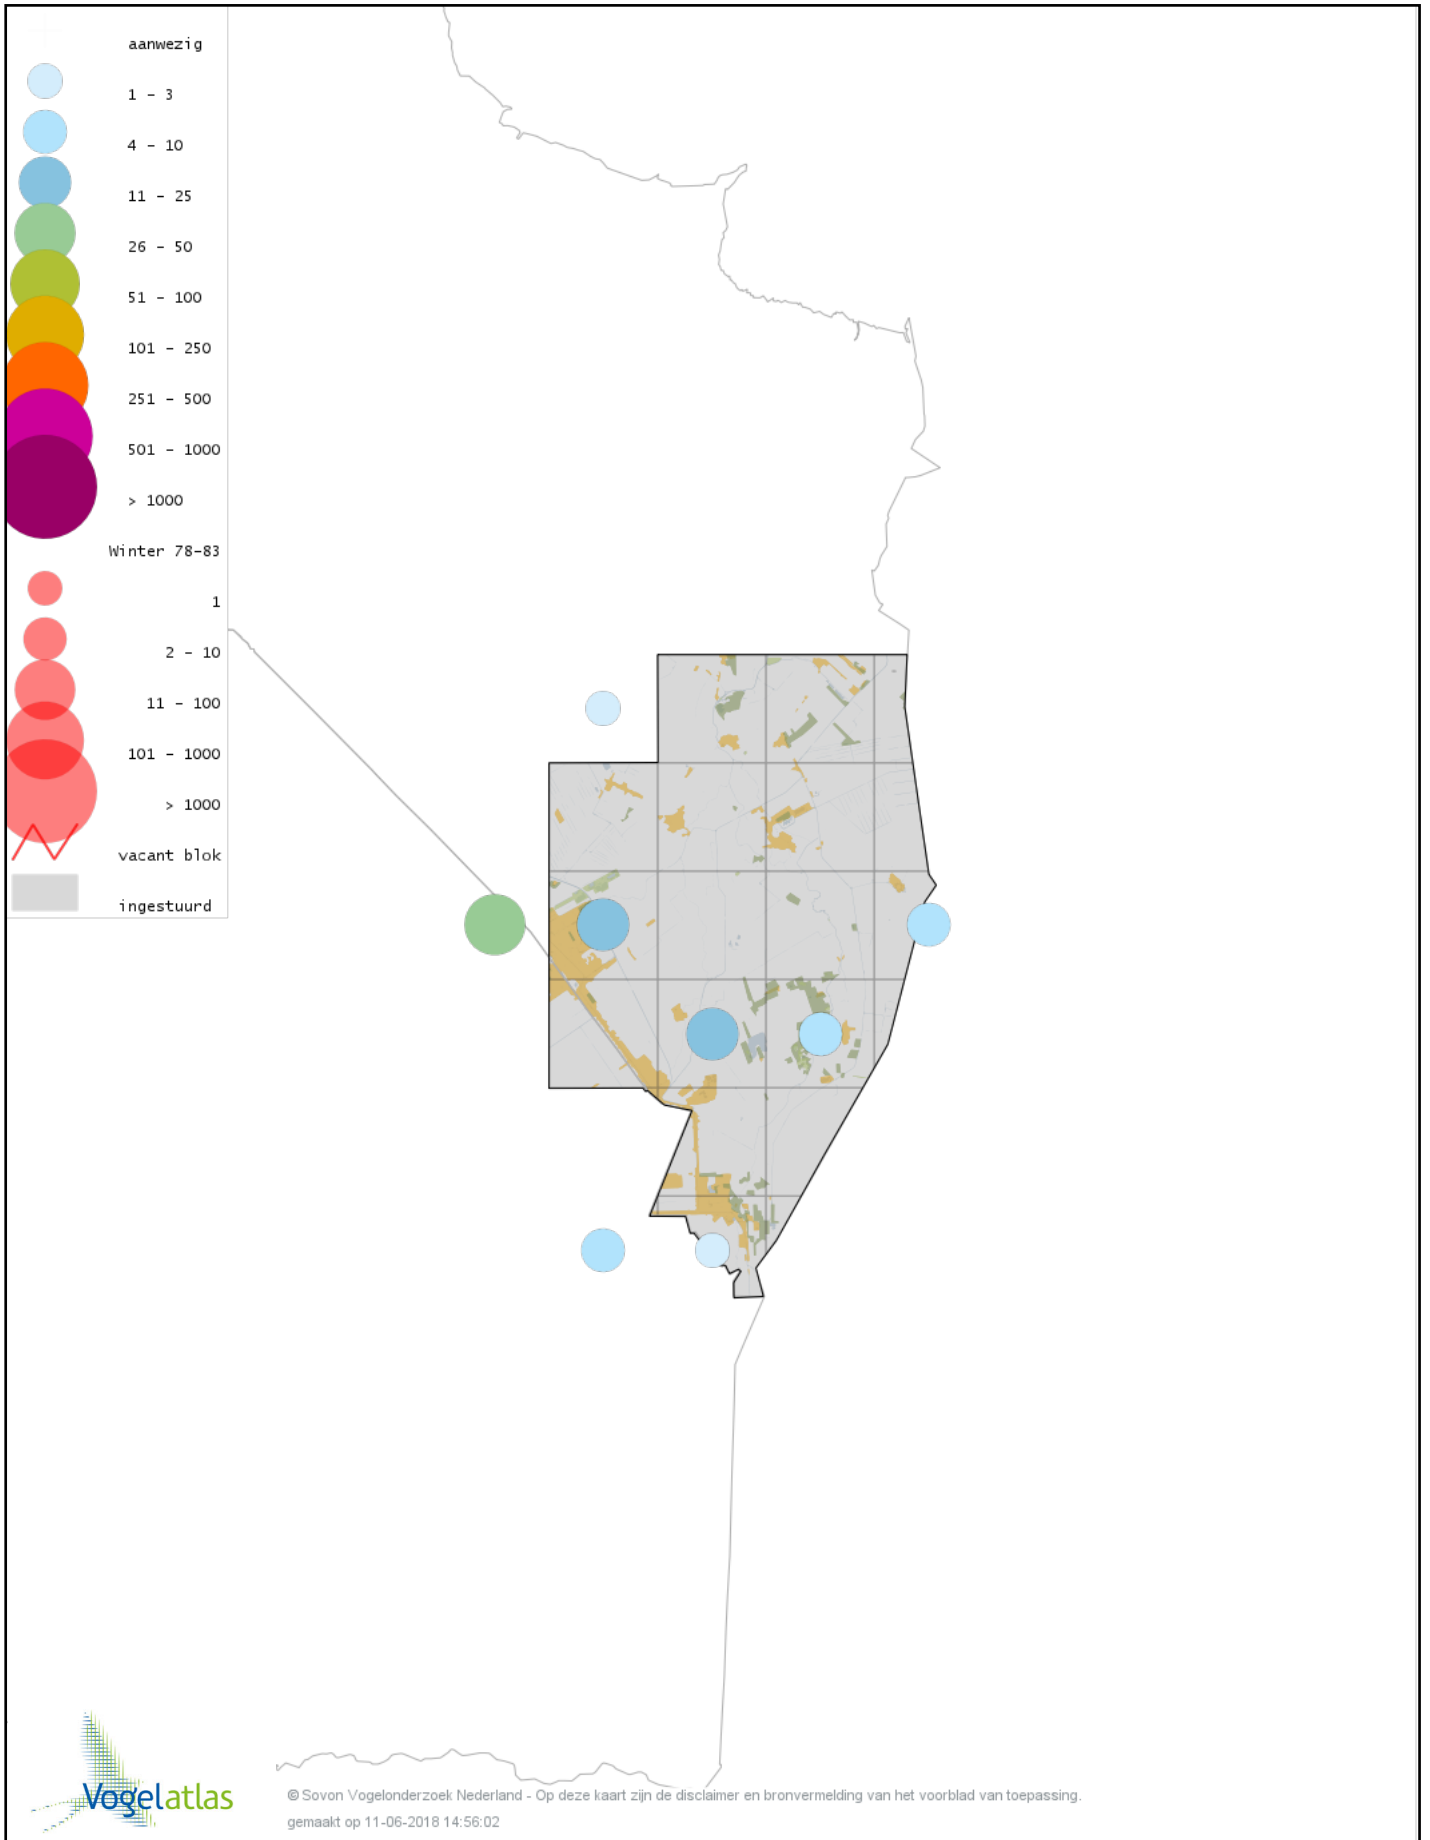 aanwezig
1 - 3
4 - 10
11 - 25
26 - 50
51 - 100
101 - 250
251 - 500
501 - 1000
> 1000
Winter 78-83
1
2 - 10
11 - 100
101 - 1000
> 1000
vacant blok
ingestuurd
Vogelatlas
© Sovon Vogelonderzoek Nederland - Op deze kaart zijn de disclaimer en bronvermelding van het voorblad van toepassing.
gemaakt op 11-06-2018 14:56:02